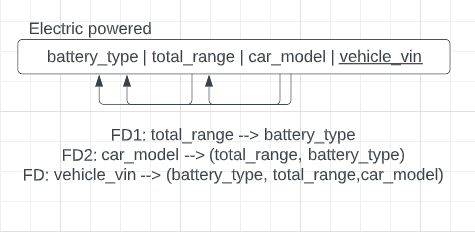 Electric powered
battery_type | total_range | car_model | vehicle_vin
FD1: total_range --> battery_type
FD2: car_model --> (total_range, battery_type)
FD: vehicle_vin --> (battery_type, total_range,car_model)